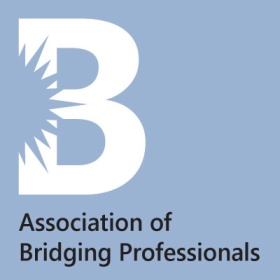 B
Association of
Bridging Professionals